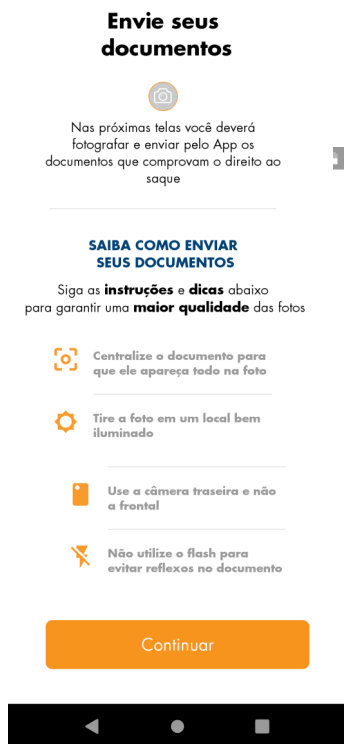 Envie seus
documentos
Nas próximas telas você deverá
fotografar e enviar pelo App os
documentos que comprovam o direito ao
saque
SAIBA COMO ENVIAR
SEUS DOCUMENTOS
Siga as instruções e dicas abaixo
para garantir uma maior qualidade das fotos
Centralize o documento para
que ele apareça todo na foto
Tire a foto em um local bem
iluminado
Use a câmera traseira e não
a frontal
Não utilize o flash para
evitar reflexos no documento
Continuar